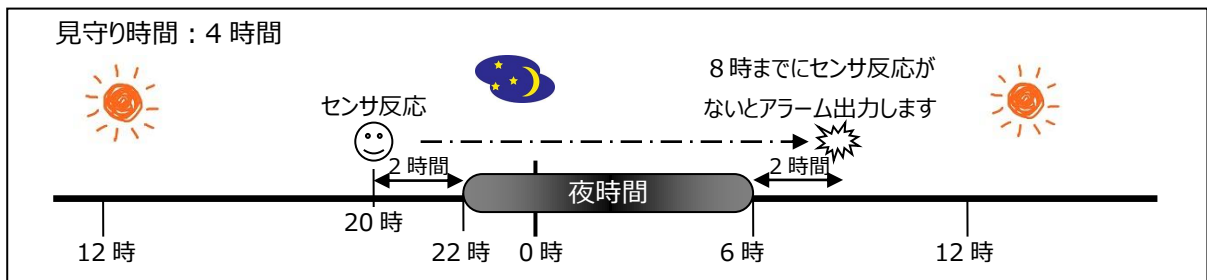 見守り時間：4 時間
8 時までにセンサ反応が
ないとアラーム出力します
センサ反応
2 時間
2 時間
夜時間
12 時
20 時
22 時
0 時
6 時
12 時